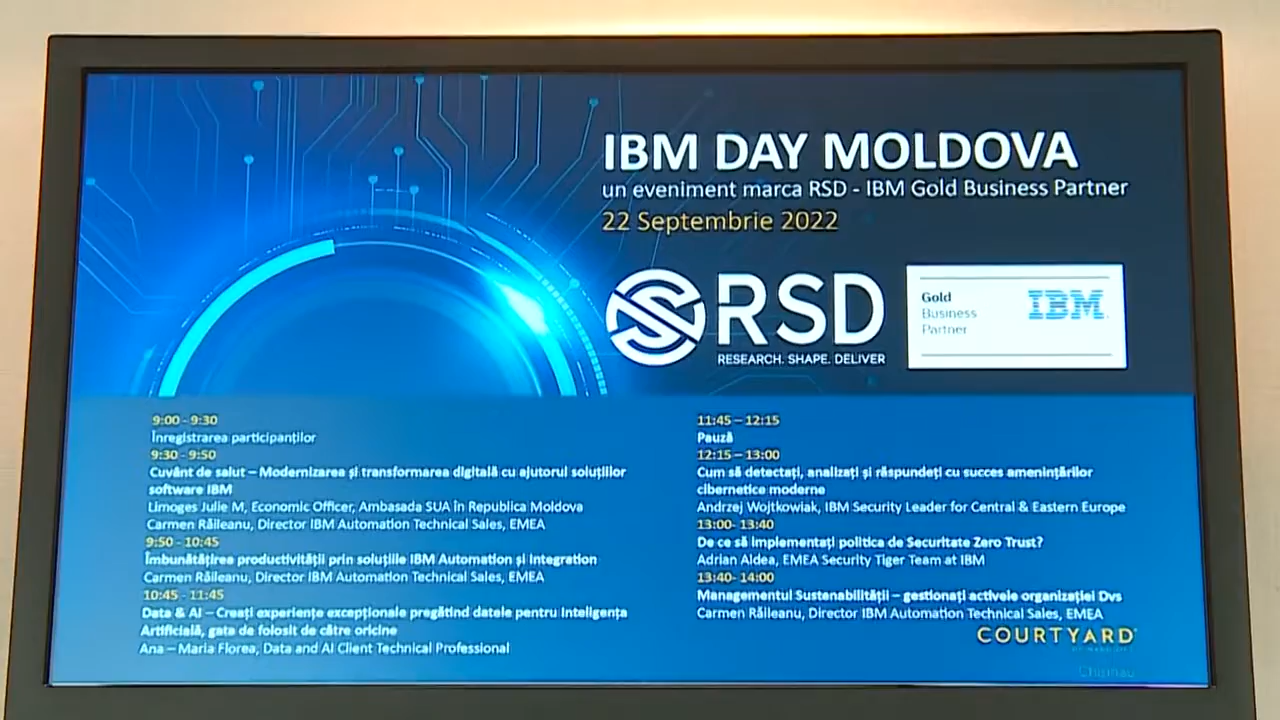 IBM DAY MOLDOVA
un eveniment marca RSD - IBM Gold Business Partner
22 Septembrie 2022
RSD
RESEARCH. SHAPE. DELIVER
Gold
Business
Partner
IBM
9:00 - 9:30
Înregistrarea participanților
9:30 - 9:50
Cuvânt de salut – Modernizarea și transformarea digitală cu ajutorul soluțiilor
software IBM
Limoges Julie M, Economic Officer, Ambasada SUA în Republica Moldova
Carmen Răileanu, Director IBM Automation Technical Sales, EMEA
9:50 - 10:45
Îmbunătățirea productivității prin soluțiile IBM Automation și Integration
Carmen Răileanu, Director IBM Automation Technical Sales, EMEA
10:45 - 11:45
Data & AI – Creați experiențe excepționale pregătind datele pentru Inteligența
Artificială, gata de folosit de către oricine
Ana – Maria Florea, Data and AI Client Technical Professional
11:45 – 12:15
Pauză
12:15 – 13:00
Cum să detectați, analizați și răspundeți cu succes amenințărilor
cibernetice moderne
Andrzej Wojtkowiak, IBM Security Leader for Central & Eastern Europe
13:00- 13:40
De ce să implementați politica de Securitate Zero Trust?
Adrian Aldea, EMEA Security Tiger Team at IBM
13:40- 14:00
Managementul Sustenabilității – gestionați activele organizației Dvs
Carmen Răileanu, Director IBM Automation Technical Sales, EMEA
COURTYARD
Chisinau